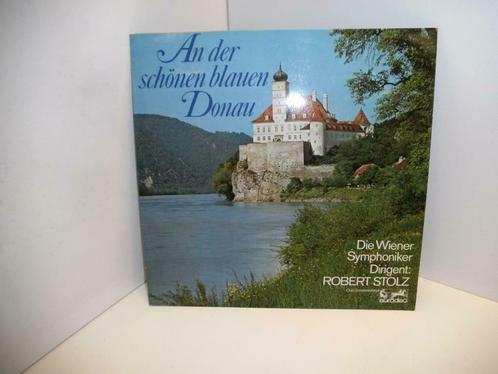 An der
schönen blauen
Donau
Die Wiener
Symphoniker
Dirigent:
ROBERT STOLZ
eurodisc